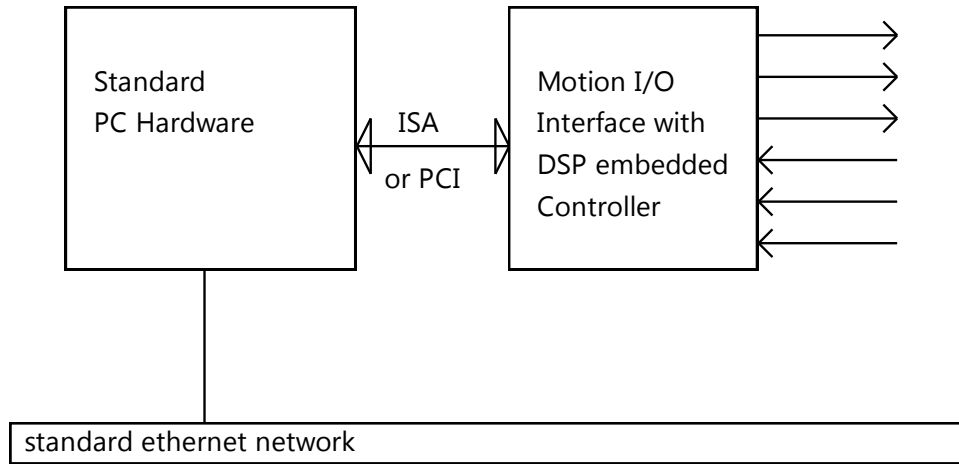 Standard
PC Hardware
ISA
or PCI
Motion I/O
Interface with
DSP embedded
Controller
standard ethernet network